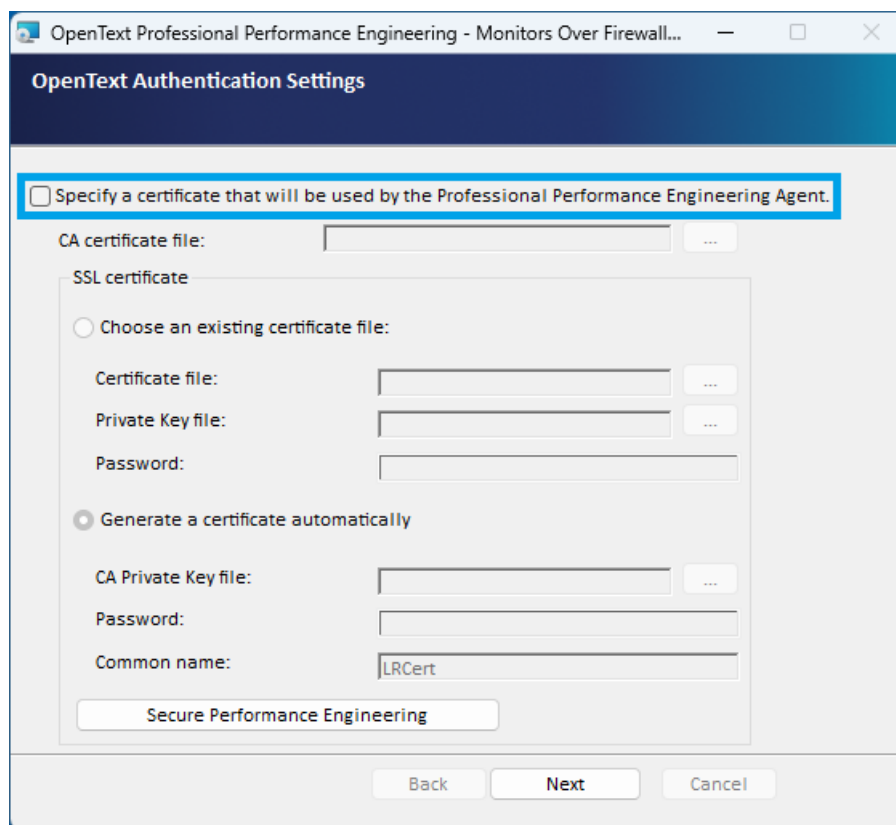 OpenText Professional Performance Engineering - Monitors Over Firewall...
OpenText Authentication Settings
Specify a certificate that will be used by the Professional Performance Engineering Agent.
CA certificate file:
...
SSL certificate
Choose an existing certificate file:
Certificate file:
...
Private Key file:
...
Password:
Generate a certificate automatically
CA Private Key file:
...
Password:
Common name:
LRCert
Secure Performance Engineering
Back
Next
Cancel